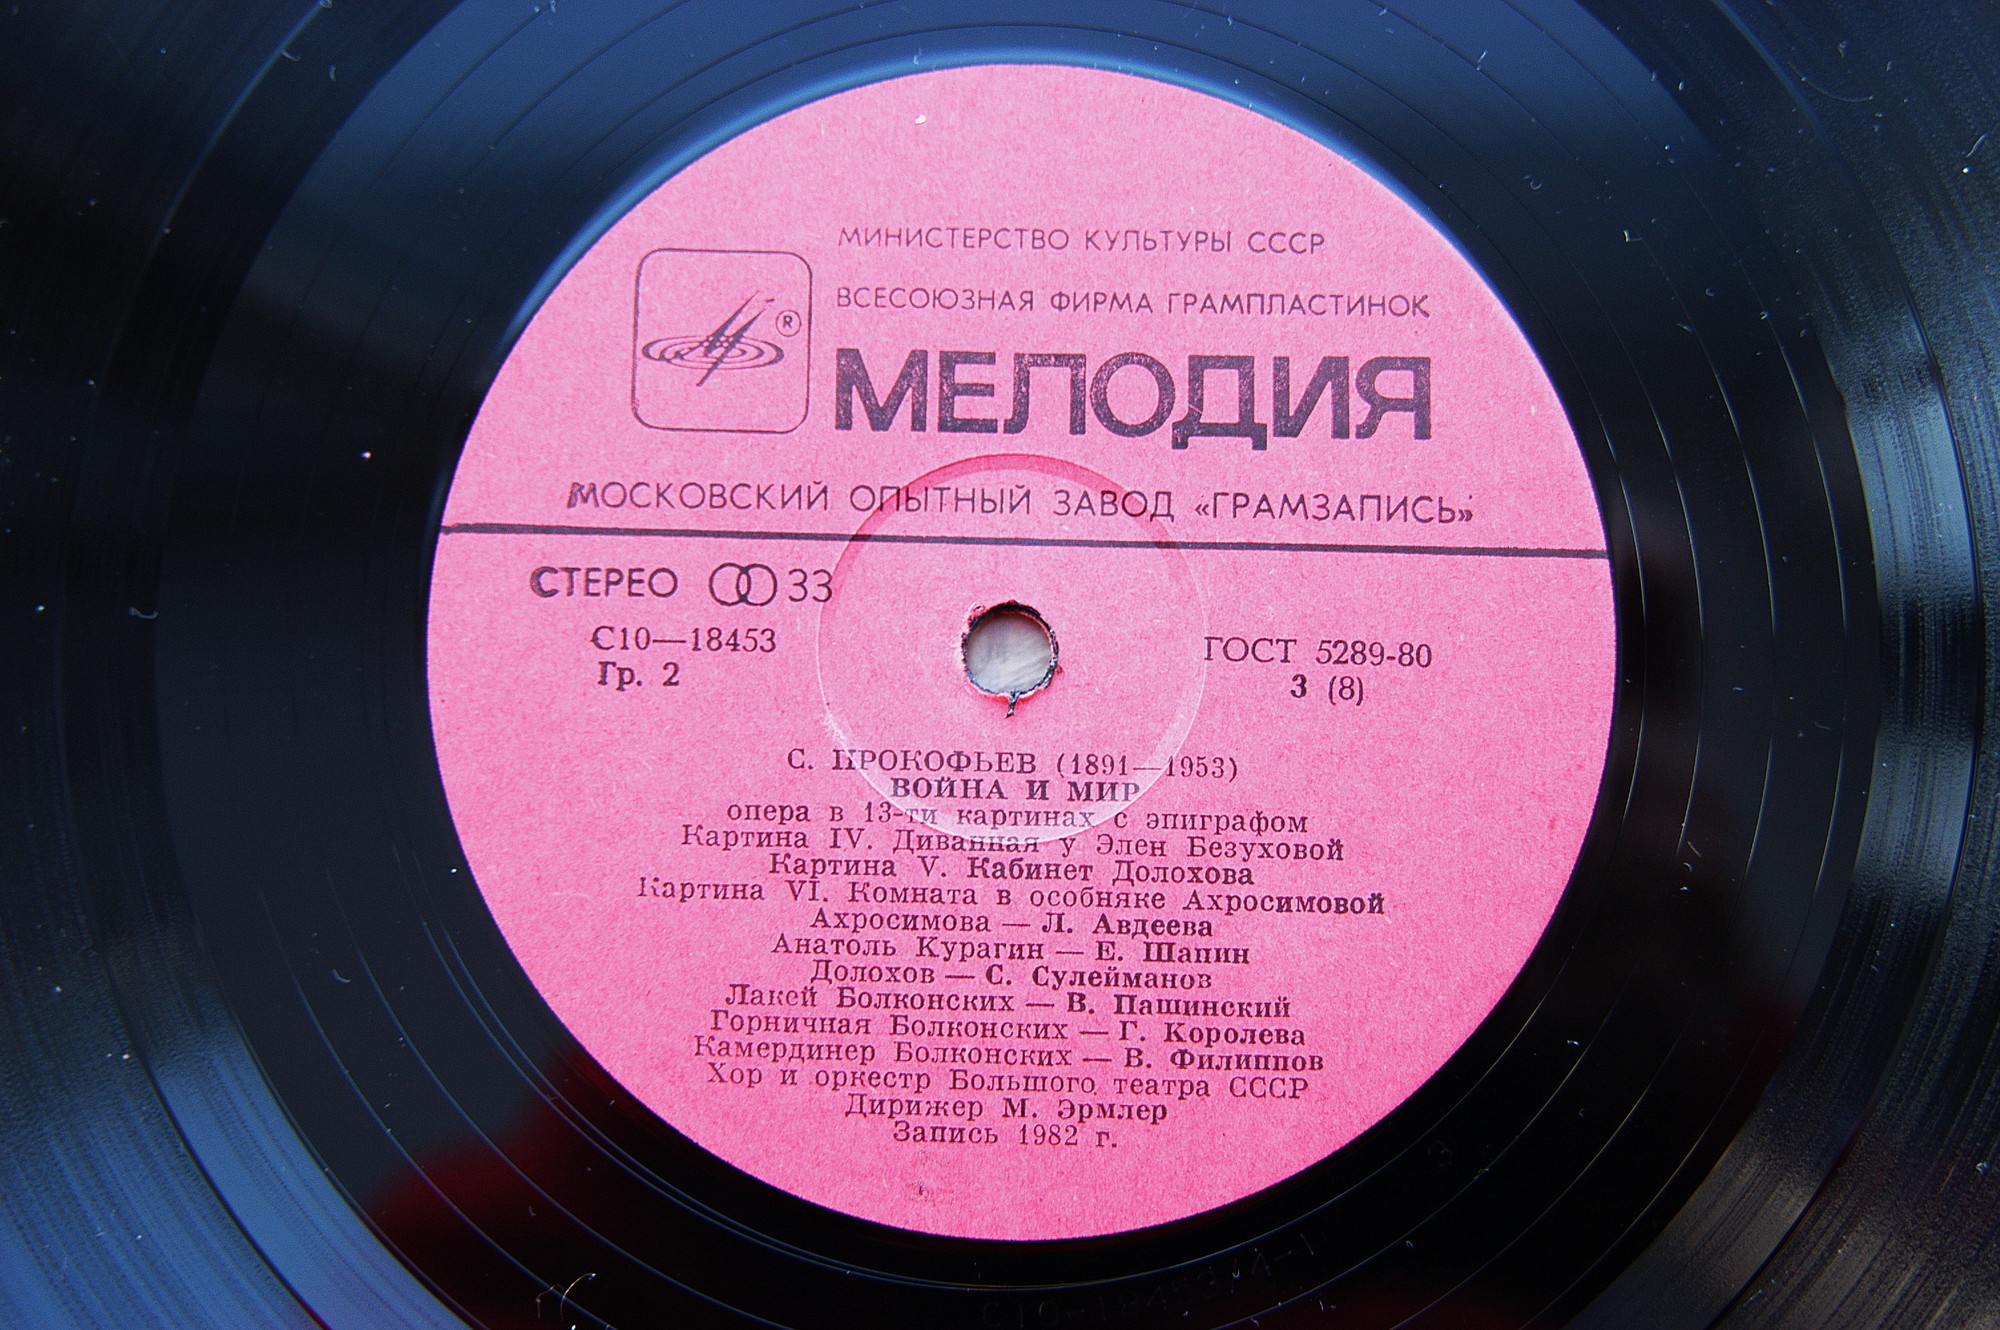 МИНИСТЕРСТВО КУЛЬТУРЫ СССР
ВСЕСОЮЗНАЯ ФИРМА ГРАМПЛАСТИНОК
®
МЕЛОДИЯ
МОСКОВСКИЙ ОПЫТНЫЙ ЗАВОД «ГРАМЗАПИСЬ»
СТЕРЕО 33
С10—18453
ГОСТ 5289-80
Гр. 2
3 (8)
С. ПРОКОФЬЕВ (1891—1953)
ВОЙНА И МИР
опера в 13-ти картинах с эпиграфом
Картина IV. Диванная у Элен Безуховой
Картина V. Кабинет Долохова
Картина VI. Комната в особняке Ахросимовой
Ахросимова — Л. Авдеева
Анатоль Курагин — Е. Шапин
Долохов — С. Сулейманов
Лакей Болконских — В. Пашинский
Горничная Болконских — Г. Королева
Камердинер Болконских — В. Филиппов
Хор и оркестр Большого театра СССР
Дирижер М. Эрмлер
Запись 1982 г.